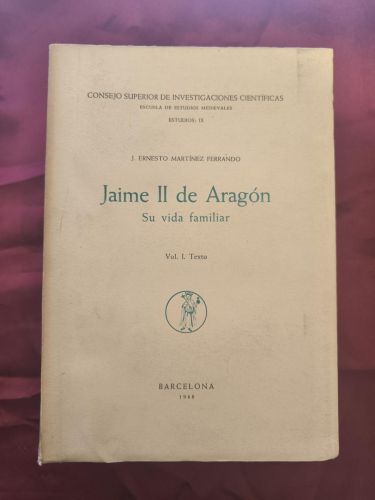 CONSEJO SUPERIOR DE INVESTIGACIONES CIENTÍFICAS
ESCUELA DE ESTUDIOS MEDIEVALES
ESTUDIOS: IX
J. ERNESTO MARTÍNEZ FERRANDO
Jaime II de Aragón
Su vida familiar
Vol. I. Texto
BARCELONA
1948